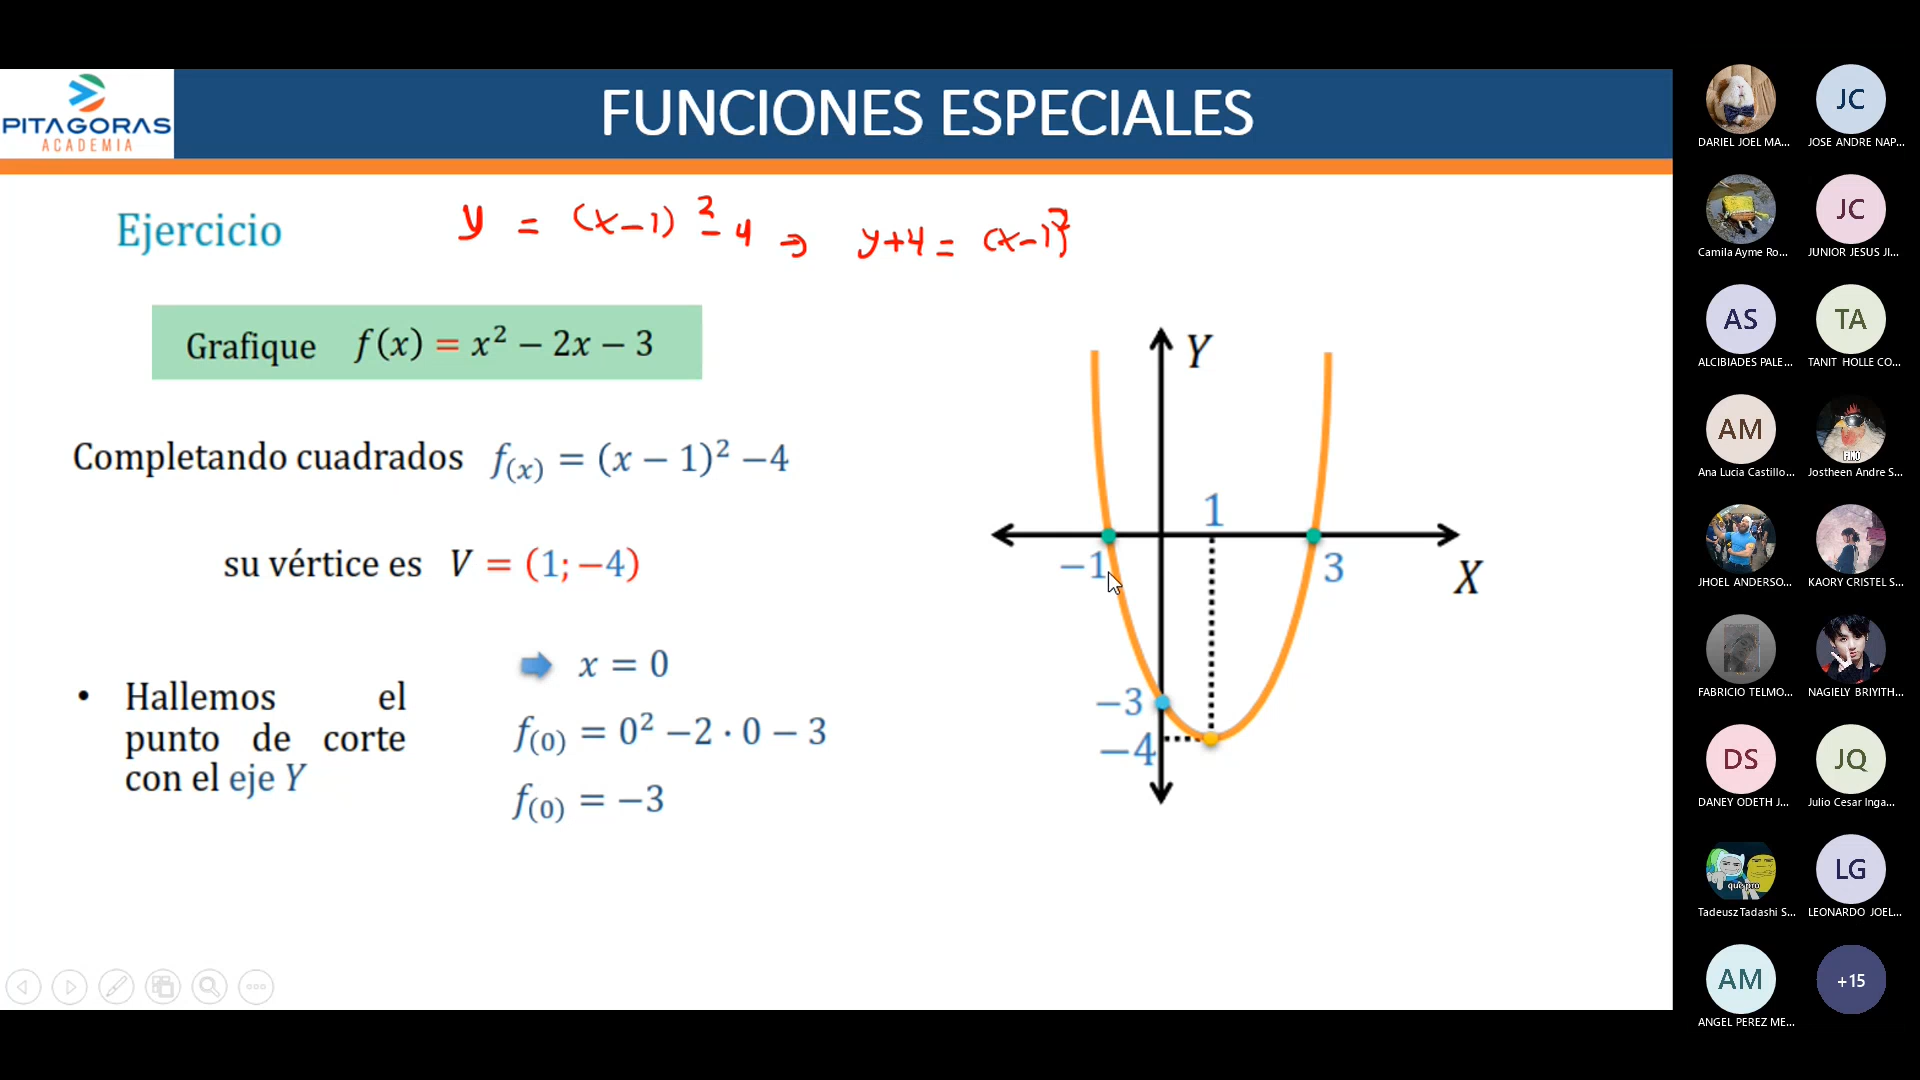 PITAGORAS
ACADEMIA
FUNCIONES ESPECIALES
Ejercicio
y = (x-1)² - 4 ⇒ y+4 = (x-1)²
Grafique f(x) = x² − 2x − 3
Completando cuadrados f(x) = (x − 1)² −4
su vértice es V = (1; −4)
• Hallemos el
punto de corte
con el eje Y
x = 0
f(0) = 0² −2 · 0 − 3
f(0) = −3
Y
1
−1
3
X
−3
−4
DARIEL JOEL MA...
JC
JOSE ANDRE NAP...
Camila Ayme Ro...
JC
JUNIOR JESUS JI...
AS
ALCIBIADES PALE...
TA
TANIT HOLLE CO...
AM
Ana Lucia Castillo...
FINO
Jostheen Andre S...
JHOEL ANDERSO...
KAORY CRISTEL S...
FABRICIO TELMO...
NAGIELY BRIYITH...
DS
DANEY ODETH J...
JQ
Julio Cesar Inga...
que pro
Tadeusz Tadashi S...
LG
LEONARDO JOEL...
AM
ANGEL PEREZ ME...
+15